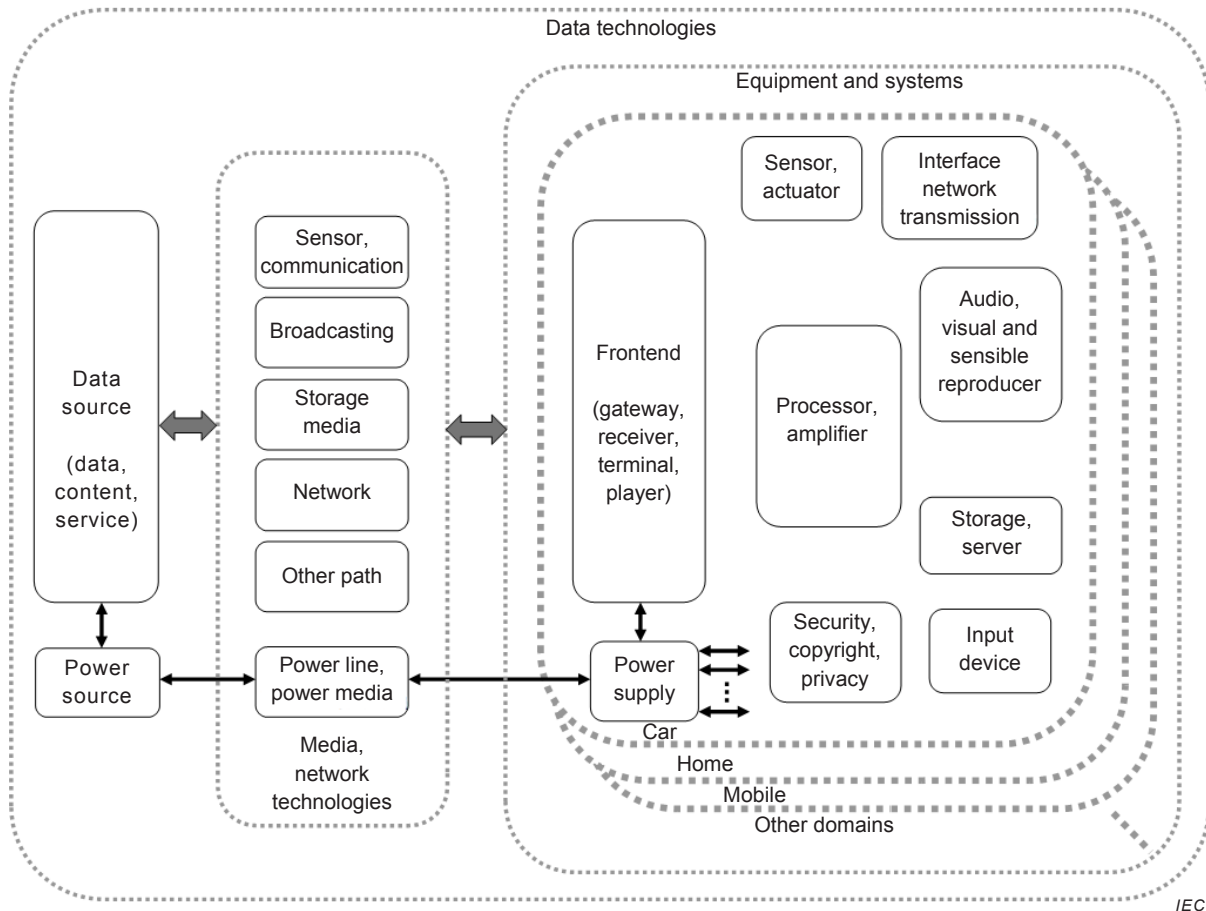 Data technologies
Equipment and systems
Sensor,
actuator
Interface
network
transmission
Sensor,
communication
Broadcasting
Storage
media
Network
Other path
Data
source
(data,
content,
service)
Frontend
(gateway,
receiver,
terminal,
player)
Processor,
amplifier
Audio,
visual and
sensible
reproducer
Storage,
server
Power
source
Power line,
power media
Power
supply
Security,
copyright,
privacy
Input
device
Media,
network
technologies
Car
Home
Mobile
Other domains
IEC